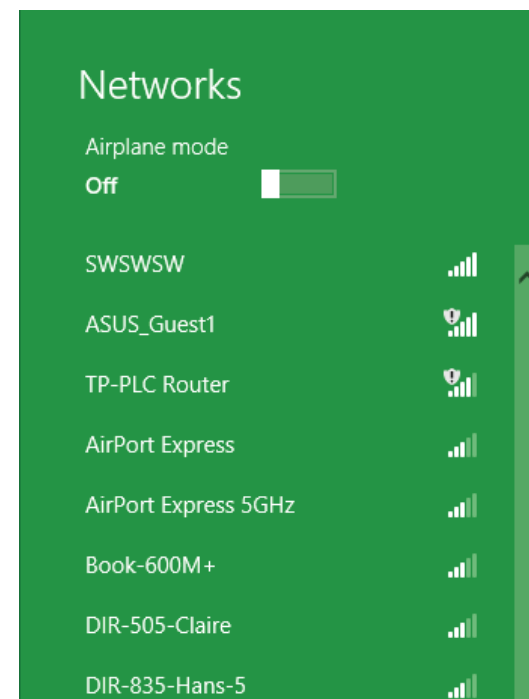 Networks
Airplane mode
Off
SWSWSW
ASUS_Guest1
TP-PLC Router
AirPort Express
AirPort Express 5GHz
Book-600M+
DIR-505-Claire
DIR-835-Hans-5